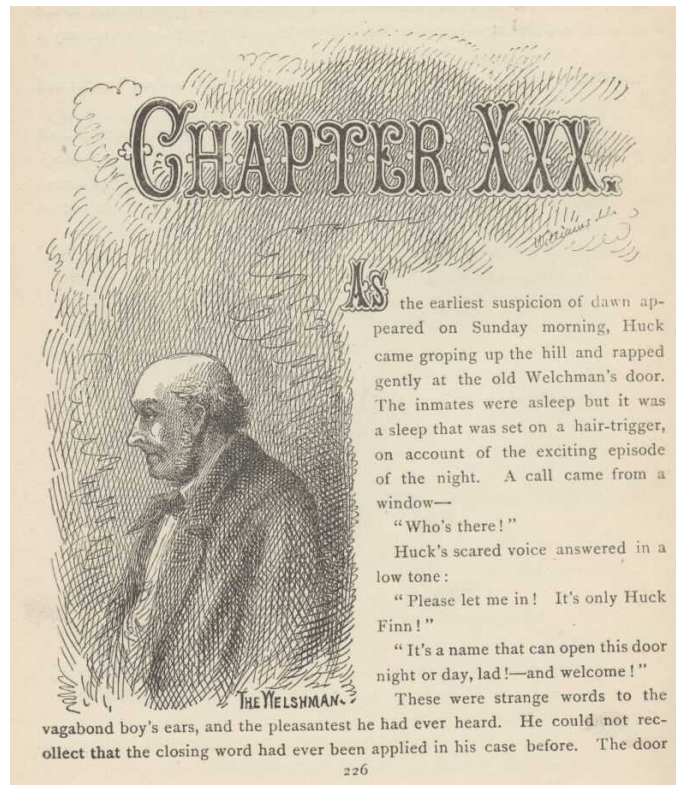 CHAPTER XXX.
Williams del.
As the earliest suspicion of dawn ap-
peared on Sunday morning, Huck
came groping up the hill and rapped
gently at the old Welchman's door.
The inmates were asleep but it was
a sleep that was set on a hair-trigger,
on account of the exciting episode
of the night. A call came from a
window—
"Who's there!"
Huck's scared voice answered in a
low tone:
"Please let me in! It's only Huck
Finn!"
"It's a name that can open this door
night or day, lad!—and welcome!"
These were strange words to the
THE WELSHMAN.
vagabond boy's ears, and the pleasantest he had ever heard. He could not rec-
ollect that the closing word had ever been applied in his case before. The door
226